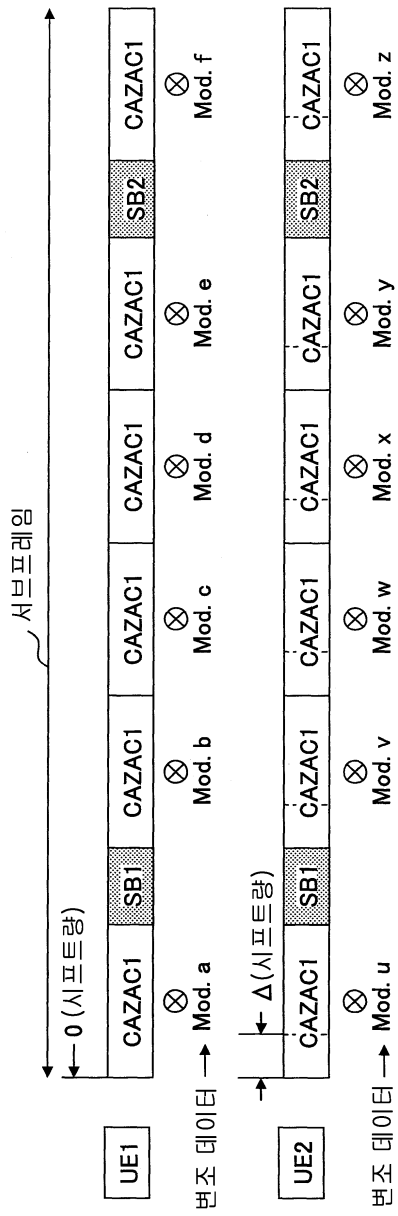 서브프레임
0 (시프트량)
UE1
CAZAC1 SB1 CAZAC1 CAZAC1 CAZAC1 CAZAC1 SB2 CAZAC1
변조 데이터 Mod. a Mod. b Mod. c Mod. d Mod. e Mod. f
Δ(시프트량)
UE2
CAZAC1 SB1 CAZAC1 CAZAC1 CAZAC1 CAZAC1 SB2 CAZAC1
변조 데이터 Mod. u Mod. v Mod. w Mod. x Mod. y Mod. z